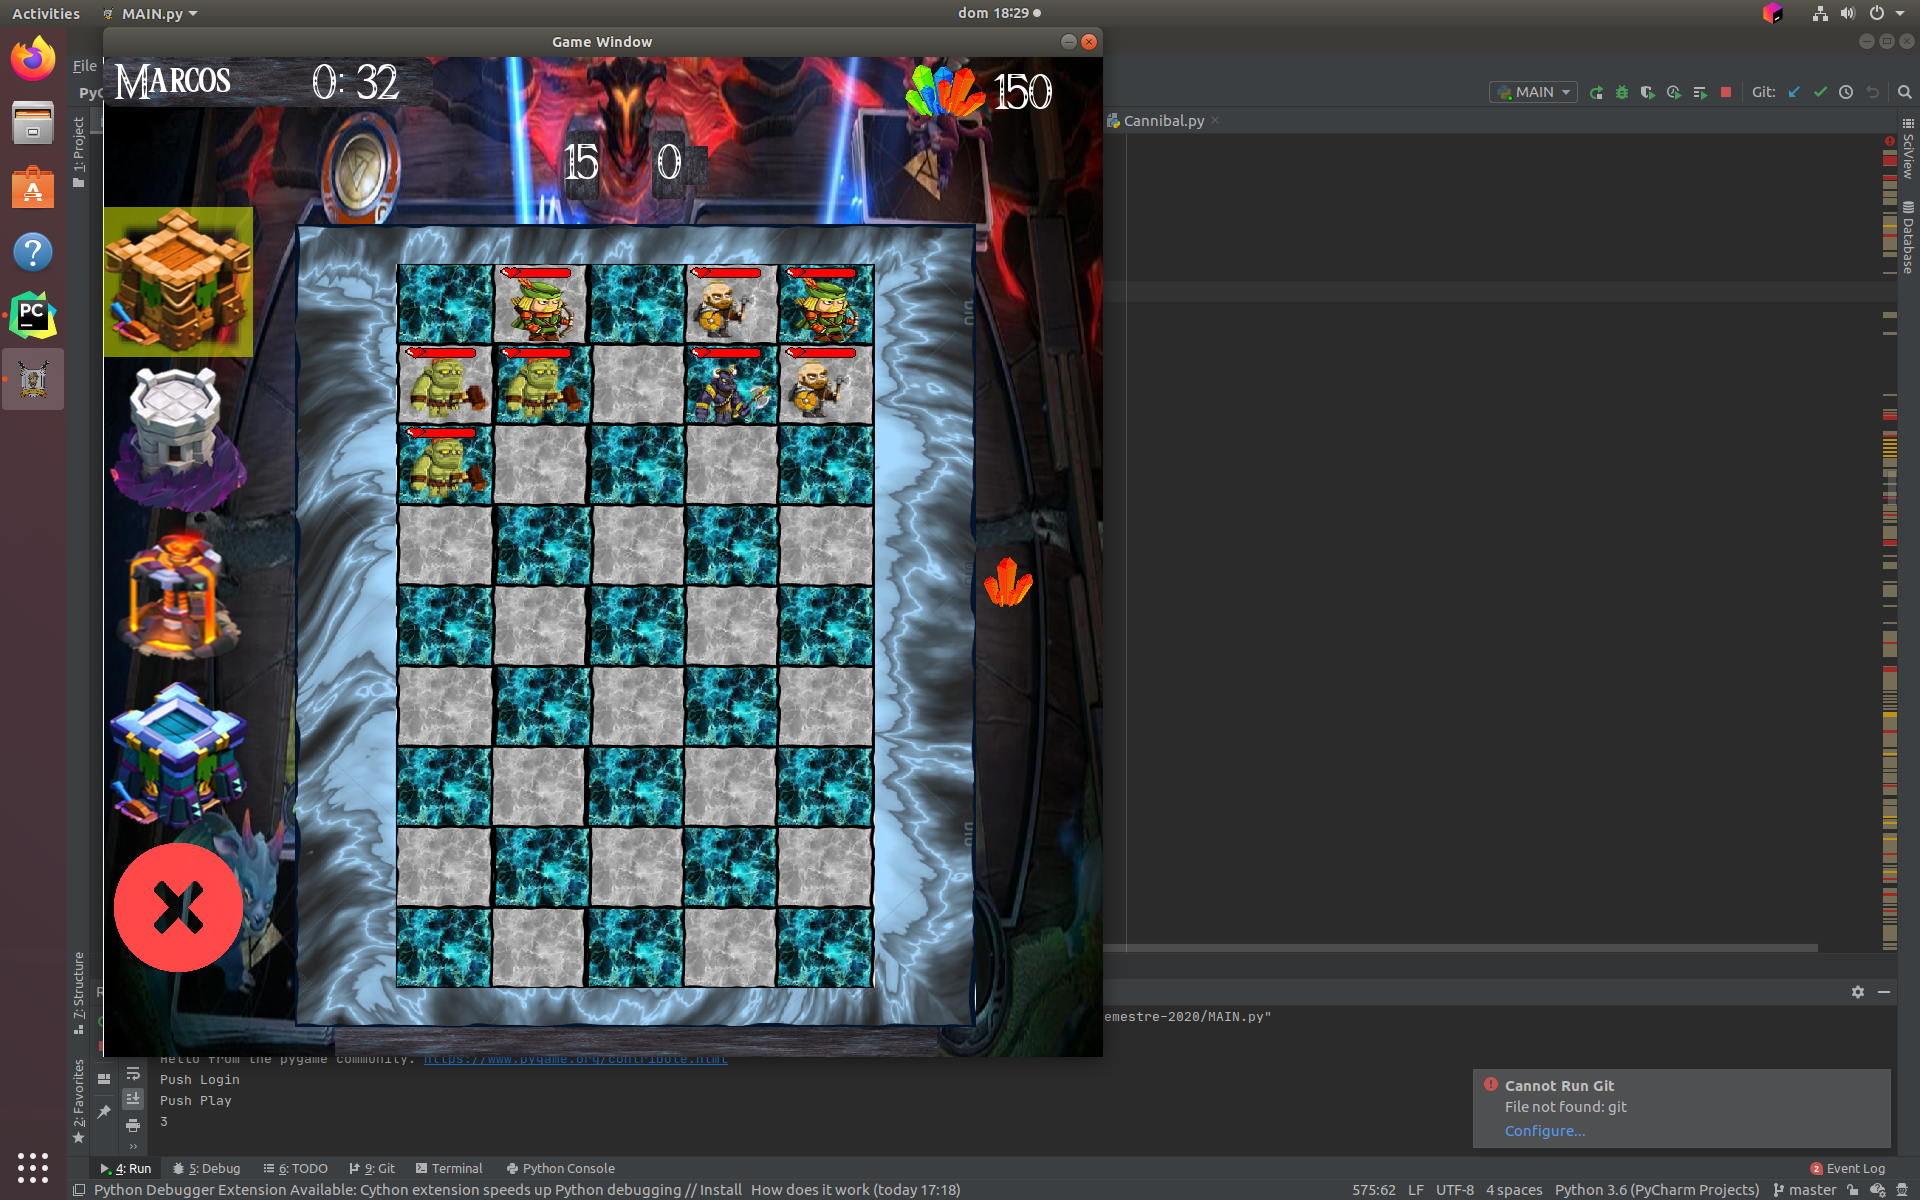 Activities
MAIN.py
dom 18:29
Game Window
File
PyC
MAIN
Git:
Cannibal.py
1: Project
SciView
Database
Marcos
0: 32
150
15
0
7: Structure
2: Favorites
R
emestre-2020/MAIN.py"
Hello from the pygame community. https://www.pygame.org/contribute.html
Push Login
Push Play
3
Cannot Run Git
File not found: git
Configure...
4: Run
5: Debug
6: TODO
9: Git
Terminal
Python Console
2
Event Log
Python Debugger Extension Available: Cython extension speeds up Python debugging // Install How does it work (today 17:18)
575:62
LF
UTF-8
4 spaces
Python 3.6 (PyCharm Projects)
master
PC